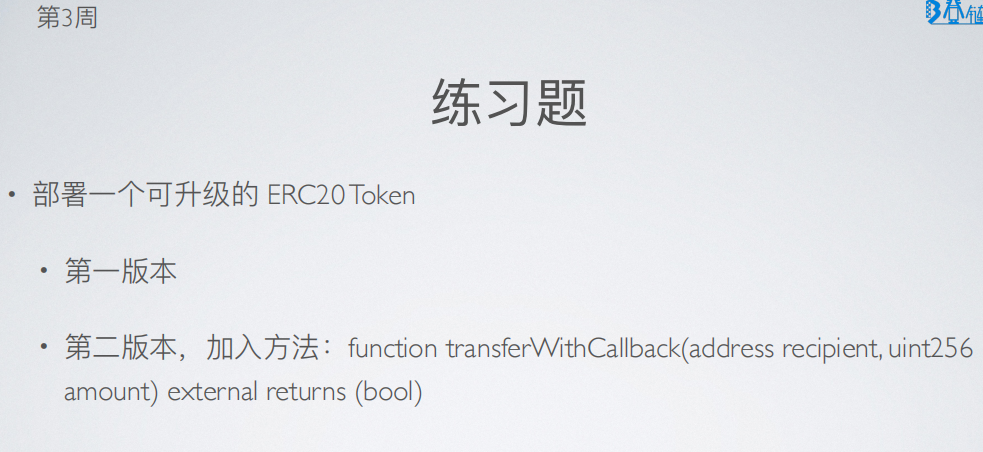 第3周
练习题
• 部署一个可升级的 ERC20 Token
• 第一版本
• 第二版本，加入方法：function transferWithCallback(address recipient, uint256
amount) external returns (bool)